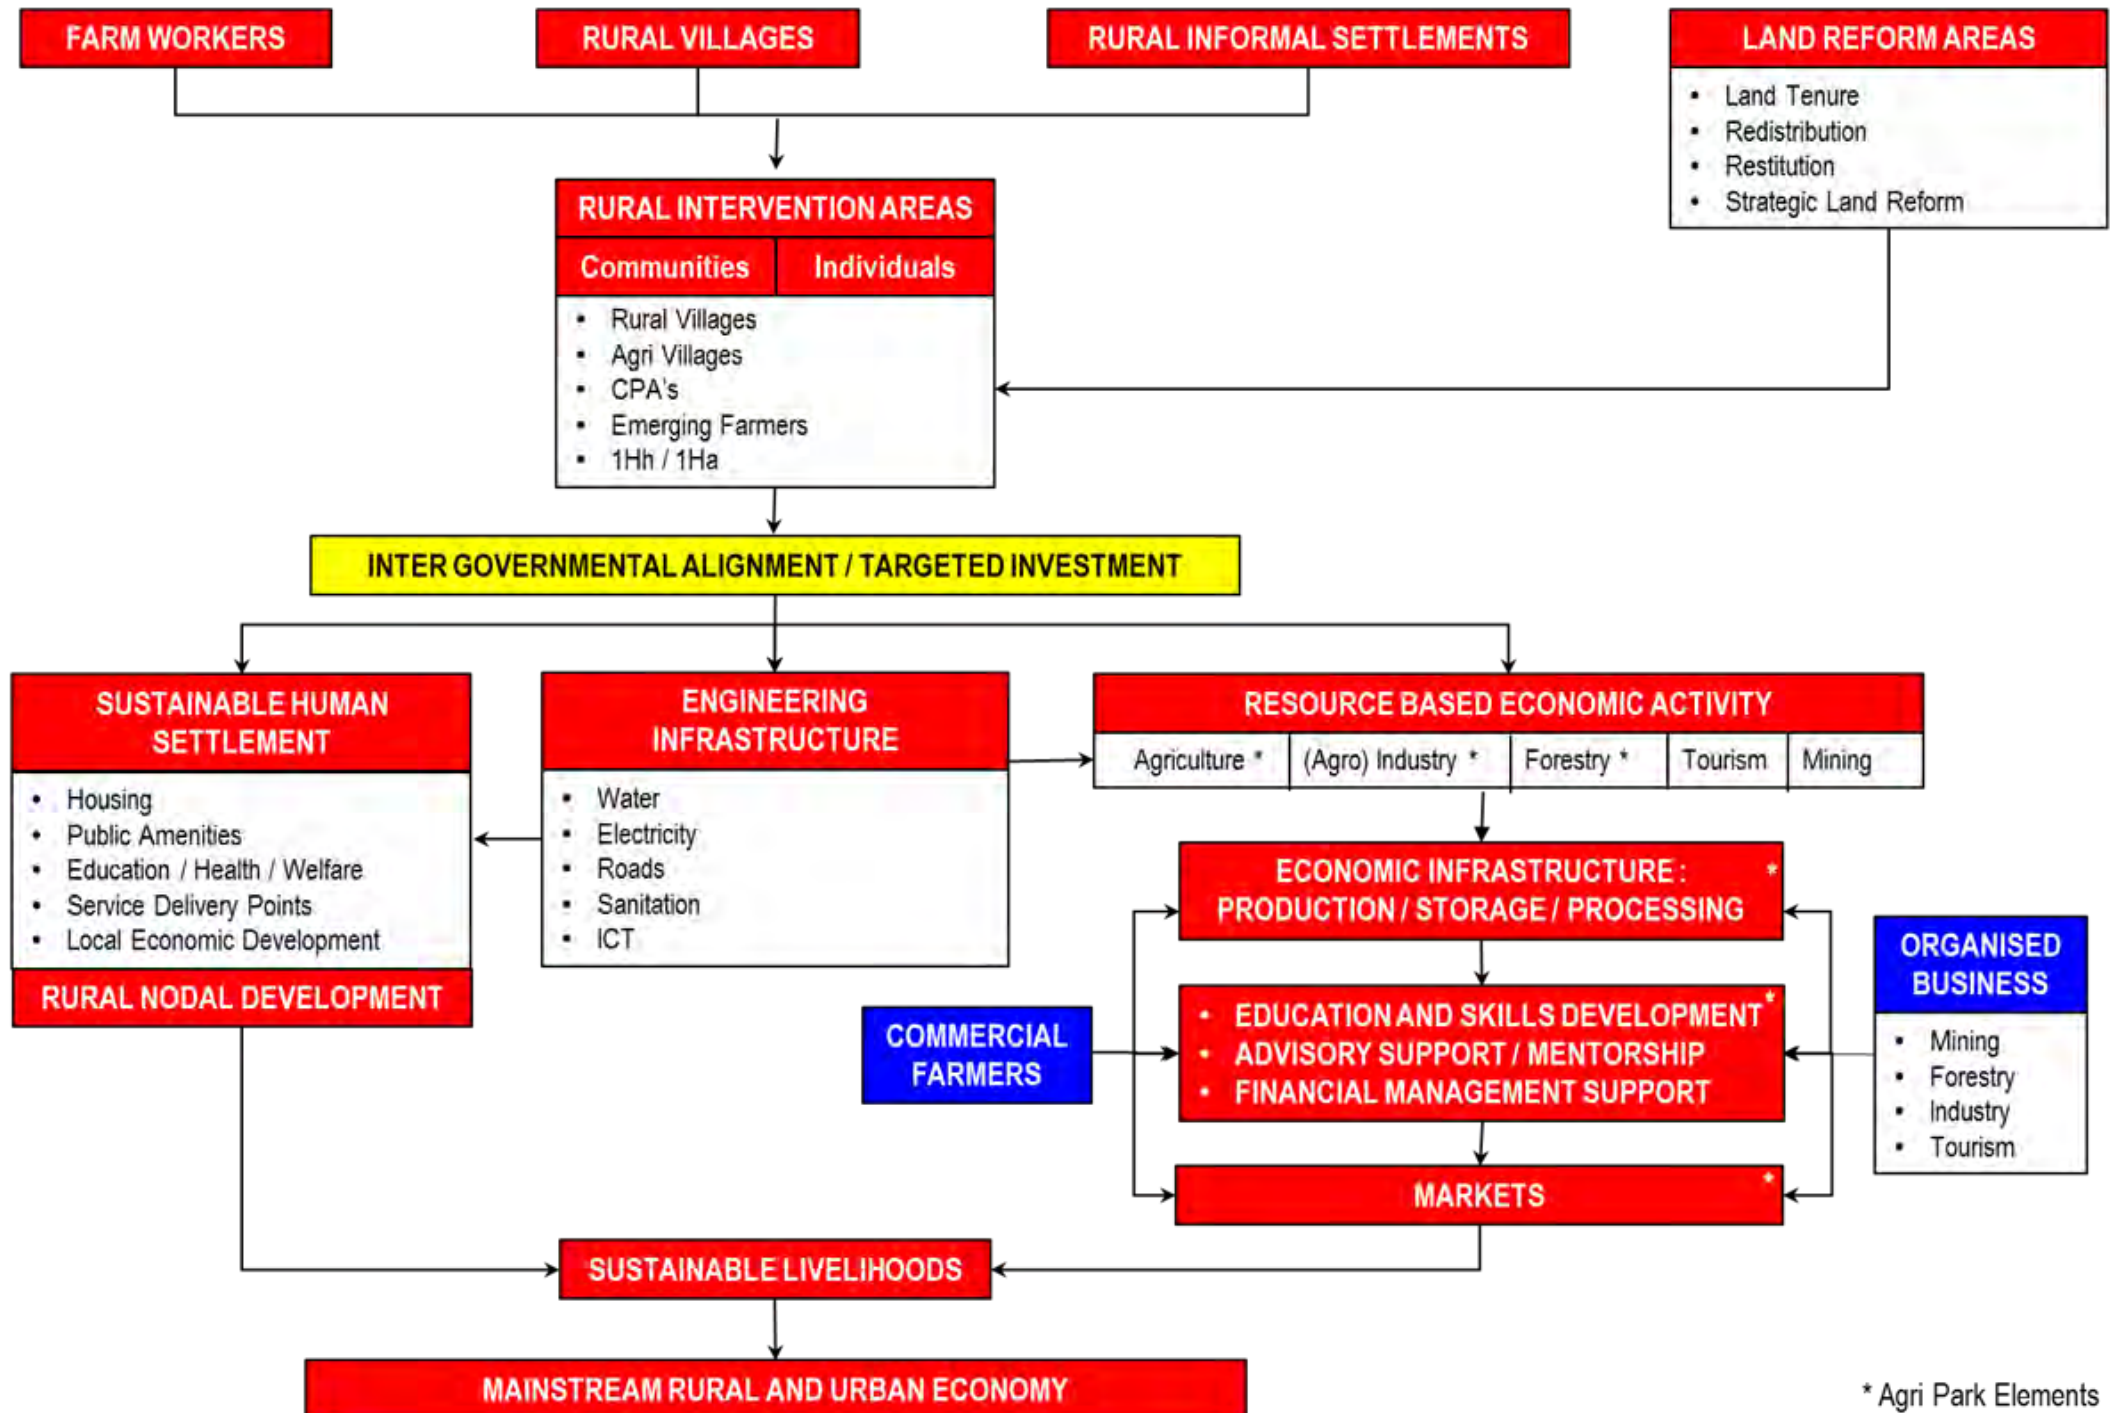 FARM WORKERS
RURAL VILLAGES
RURAL INFORMAL SETTLEMENTS
LAND REFORM AREAS
• Land Tenure
• Redistribution
• Restitution
• Strategic Land Reform
RURAL INTERVENTION AREAS
Communities
Individuals
• Rural Villages
• Agri Villages
• CPA's
• Emerging Farmers
• 1Hh / 1Ha
INTER GOVERNMENTAL ALIGNMENT / TARGETED INVESTMENT
SUSTAINABLE HUMAN
SETTLEMENT
• Housing
• Public Amenities
• Education / Health / Welfare
• Service Delivery Points
• Local Economic Development
RURAL NODAL DEVELOPMENT
ENGINEERING
INFRASTRUCTURE
• Water
• Electricity
• Roads
• Sanitation
• ICT
RESOURCE BASED ECONOMIC ACTIVITY
Agriculture *
(Agro) Industry *
Forestry *
Tourism
Mining
ECONOMIC INFRASTRUCTURE : *
PRODUCTION / STORAGE / PROCESSING
COMMERCIAL
FARMERS
• EDUCATION AND SKILLS DEVELOPMENT *
• ADVISORY SUPPORT / MENTORSHIP
• FINANCIAL MANAGEMENT SUPPORT
ORGANISED
BUSINESS
• Mining
• Forestry
• Industry
• Tourism
MARKETS *
SUSTAINABLE LIVELIHOODS
MAINSTREAM RURAL AND URBAN ECONOMY
* Agri Park Elements